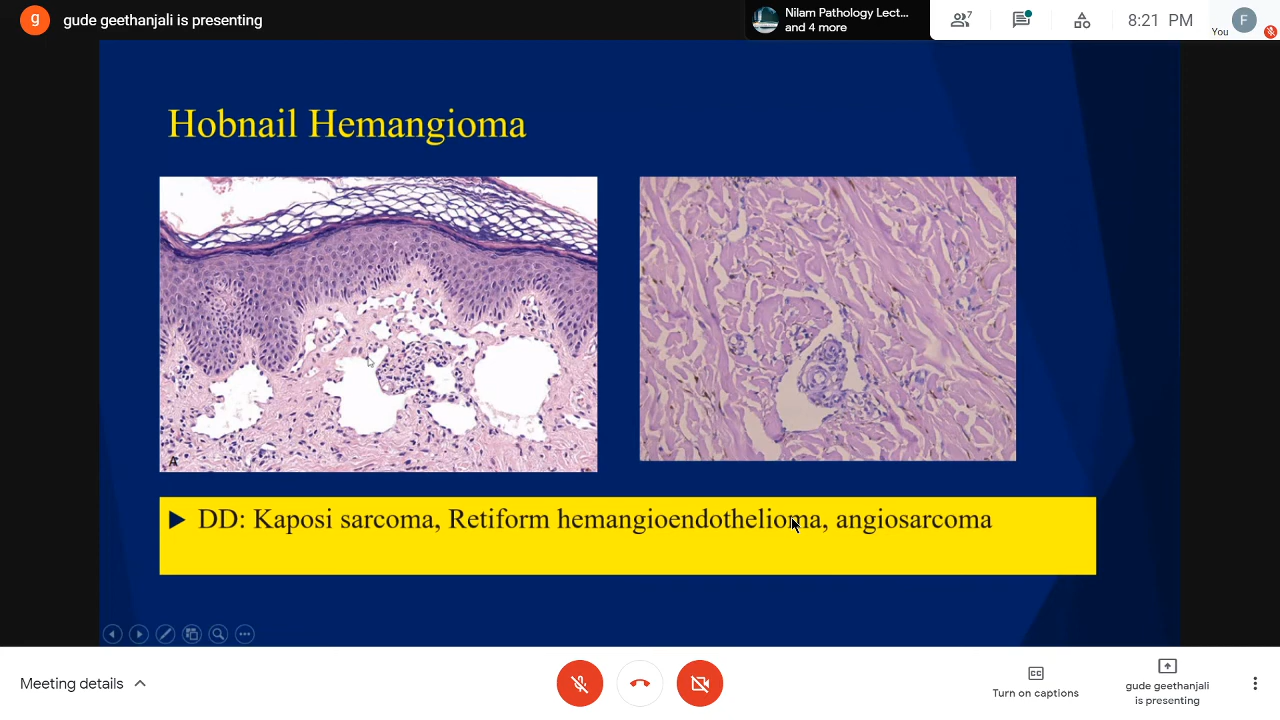 g
gude geethanjali is presenting
Nilam Pathology Lect...
and 4 more
7
8:21 PM
You
F
Hobnail Hemangioma
A
DD: Kaposi sarcoma, Retiform hemangioendothelioma, angiosarcoma
Meeting details
CC
Turn on captions
gude geethanjali
is presenting